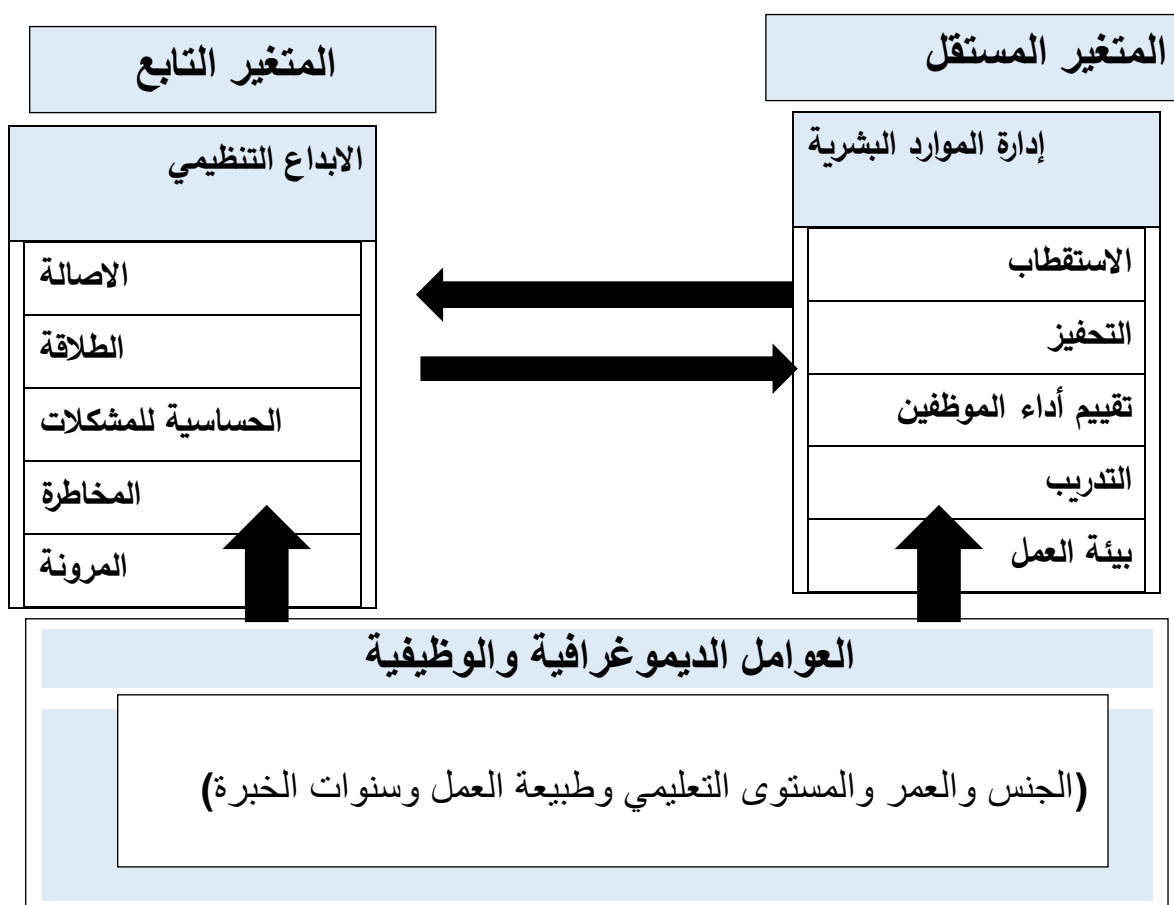 المتغير المستقل
المتغير التابع
إدارة الموارد البشرية
الاستقطاب
التحفيز
تقييم أداء الموظفين
التدريب
بيئة العمل
الابداع التنظيمي
الاصالة
الطلاقة
الحساسية للمشكلات
المخاطرة
المرونة
العوامل الديموغرافية والوظيفية
(الجنس والعمر والمستوى التعليمي وطبيعة العمل وسنوات الخبرة)